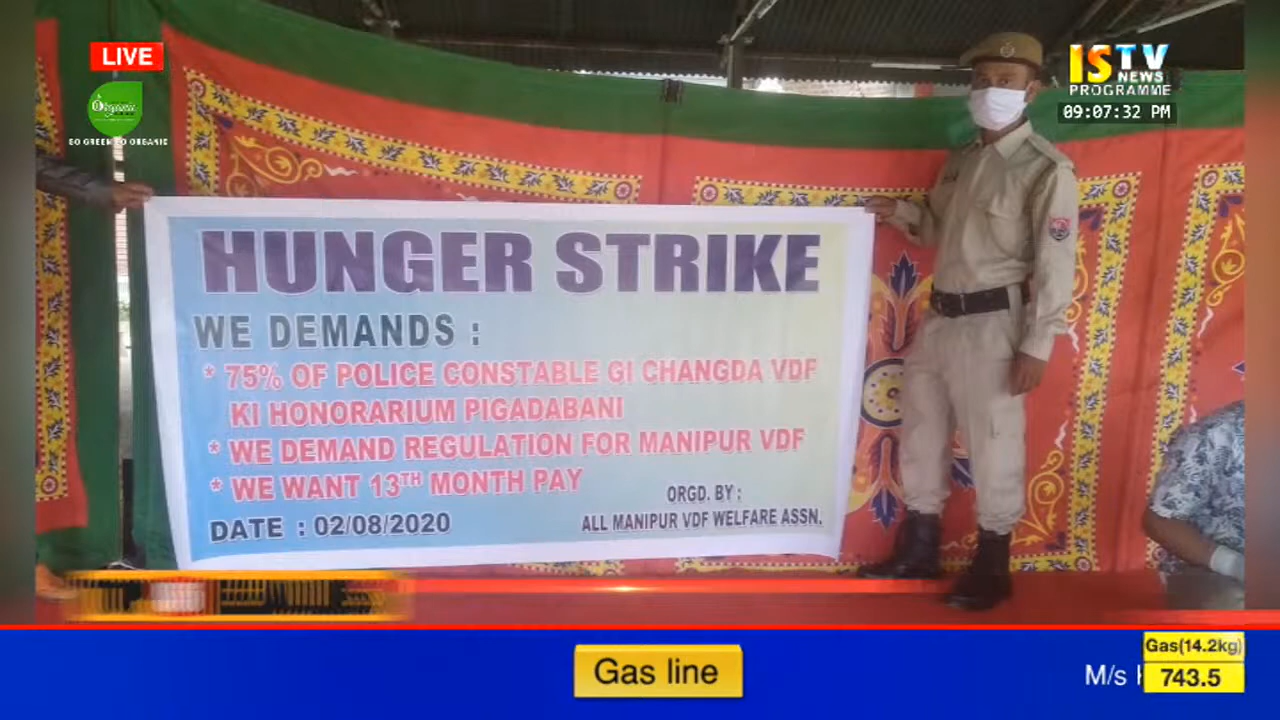 LIVE
Organic
GO GREEN GO ORGANIC
ISTV
NEWS
PROGRAMME
09:07:32 PM
HUNGER STRIKE
WE DEMANDS :
* 75% OF POLICE CONSTABLE GI CHANGDA VDF
KI HONORARIUM PIGADABANI
* WE DEMAND REGULATION FOR MANIPUR VDF
* WE WANT 13TH MONTH PAY
ORGD. BY :
DATE : 02/08/2020
ALL MANIPUR VDF WELFARE ASSN.
Gas line
M/s
Gas(14.2kg)
743.5